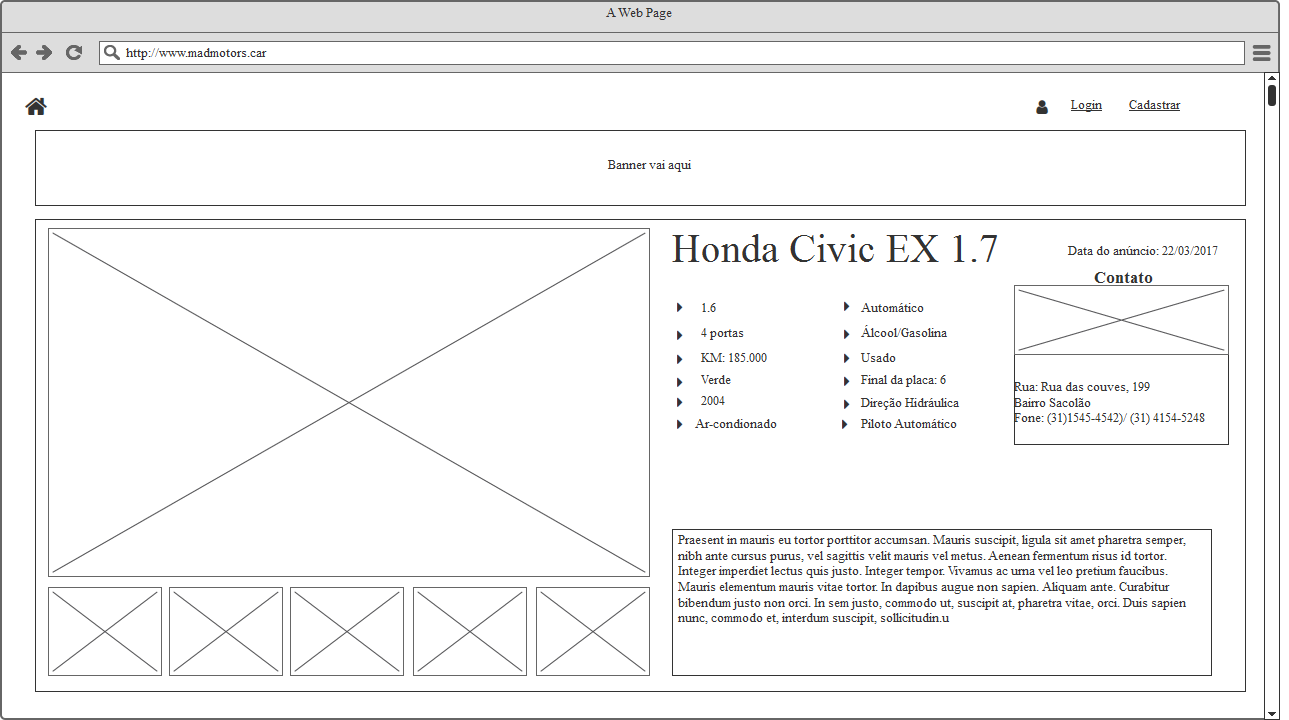 A Web Page
http://www.madmotors.car
Login
Cadastrar
Banner vai aqui
Honda Civic EX 1.7
Data do anúncio: 22/03/2017
Contato
1.6
4 portas
KM: 185.000
Verde
2004
Ar-condionado
Automático
Álcool/Gasolina
Usado
Final da placa: 6
Direção Hidráulica
Piloto Automático
Rua: Rua das couves, 199
Bairro Sacolão
Fone: (31)1545-4542)/ (31) 4154-5248
Praesent in mauris eu tortor porttitor accumsan. Mauris suscipit, ligula sit amet pharetra semper,
nibh ante cursus purus, vel sagittis velit mauris vel metus. Aenean fermentum risus id tortor.
Integer imperdiet lectus quis justo. Integer tempor. Vivamus ac urna vel leo pretium faucibus.
Mauris elementum mauris vitae tortor. In dapibus augue non sapien. Aliquam ante. Curabitur
bibendum justo non orci. In sem justo, commodo ut, suscipit at, pharetra vitae, orci. Duis sapien
nunc, commodo et, interdum suscipit, sollicitudin.u